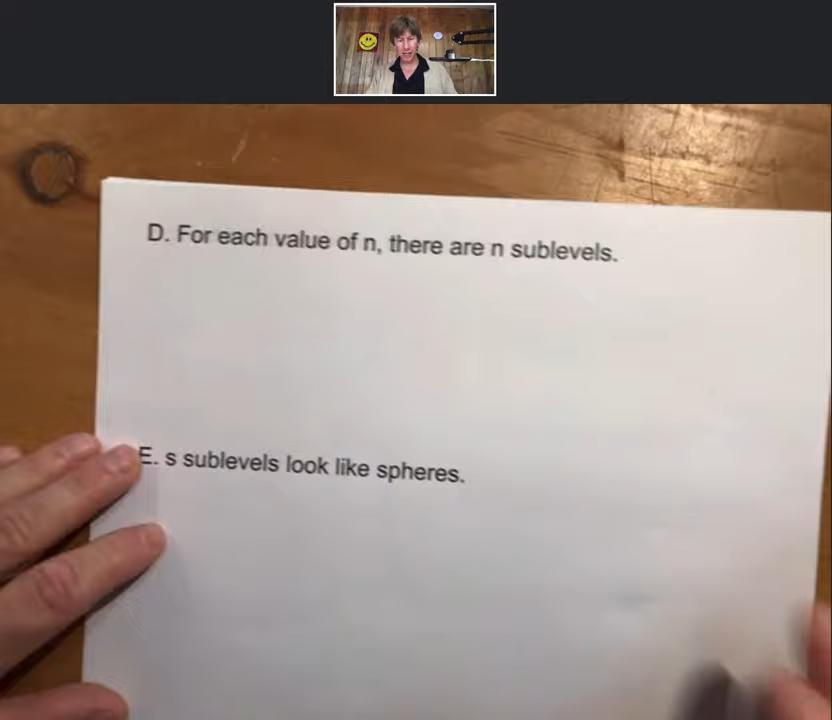 D. For each value of n, there are n sublevels.
E. s sublevels look like spheres.